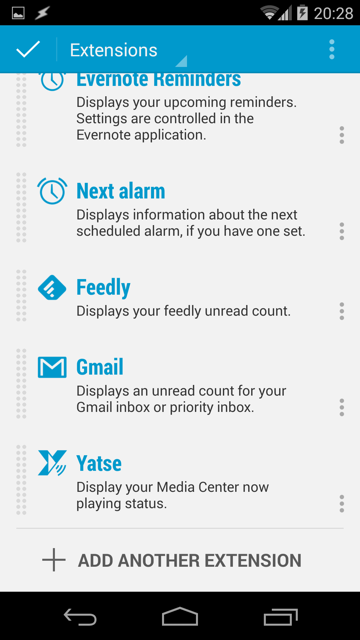 20:28
Extensions
Evernote Reminders
Displays your upcoming reminders.
Settings are controlled in the
Evernote application.
Next alarm
Displays information about the next
scheduled alarm, if you have one set.
Feedly
Displays your feedly unread count.
Gmail
Displays an unread count for your
Gmail inbox or priority inbox.
Yatse
Display your Media Center now
playing status.
ADD ANOTHER EXTENSION